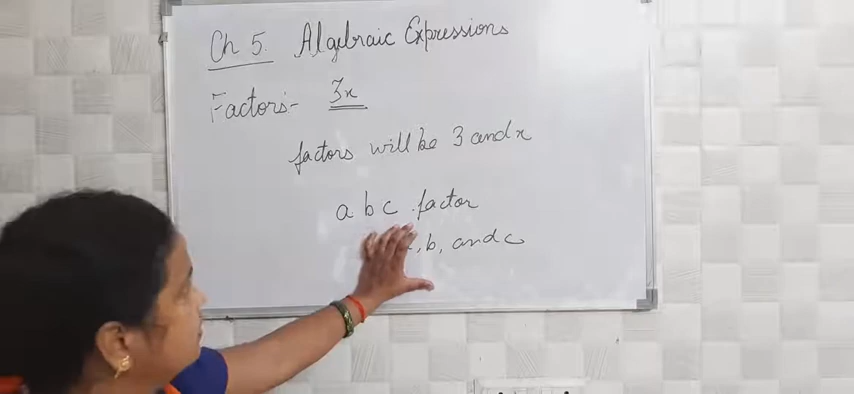 Ch 5. Algebraic Expressions
Factors:- 3x
factors will be 3 and x
a b c . factor
, b, and c